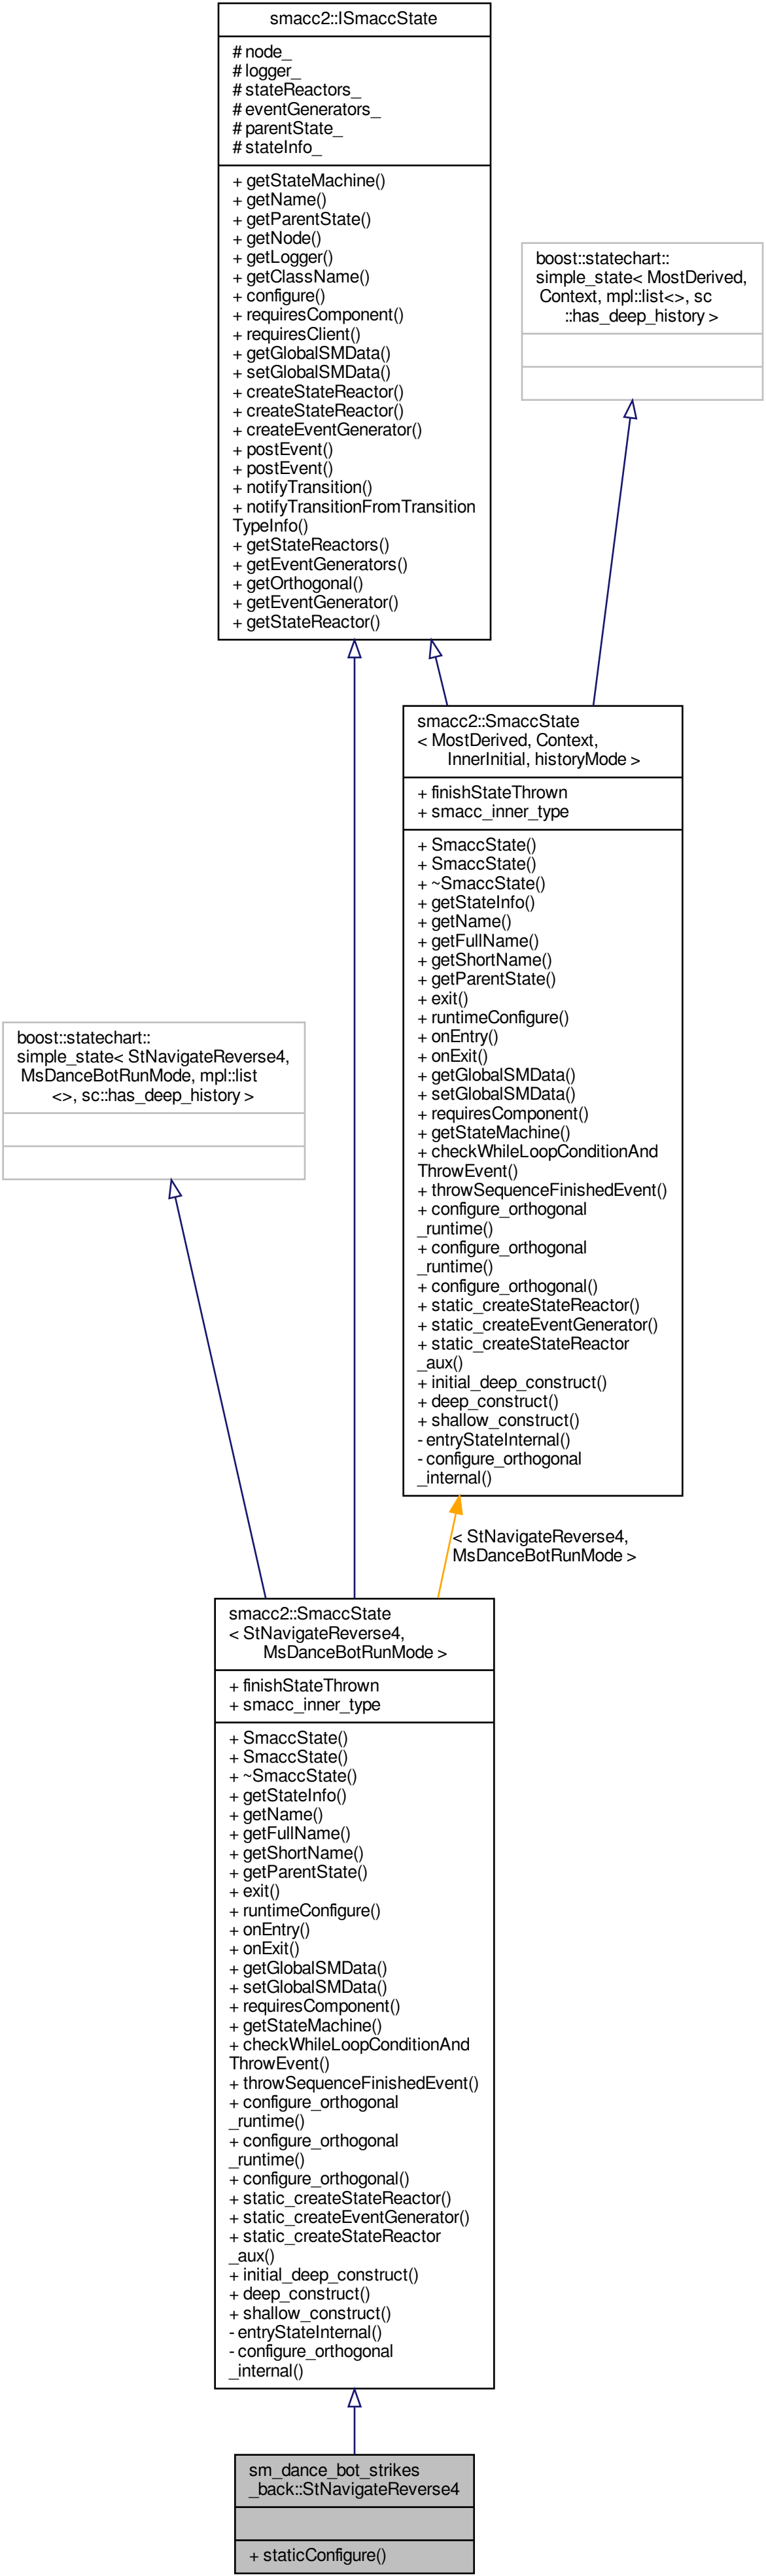 smacc2::ISmaccState
# node_
# logger_
# stateReactors_
# eventGenerators_
# parentState_
# stateInfo_
+ getStateMachine()
+ getName()
+ getParentState()
+ getNode()
+ getLogger()
+ getClassName()
+ configure()
+ requiresComponent()
+ requiresClient()
+ getGlobalSMData()
+ setGlobalSMData()
+ createStateReactor()
+ createStateReactor()
+ createEventGenerator()
+ postEvent()
+ postEvent()
+ notifyTransition()
+ notifyTransitionFromTransition
TypeInfo()
+ getStateReactors()
+ getEventGenerators()
+ getOrthogonal()
+ getEventGenerator()
+ getStateReactor()
boost::statechart::
simple_state< MostDerived,
Context, mpl::list<>, sc
::has_deep_history >
smacc2::SmaccState
< MostDerived, Context,
InnerInitial, historyMode >
+ finishStateThrown
+ smacc_inner_type
+ SmaccState()
+ SmaccState()
+ ~SmaccState()
+ getStateInfo()
+ getName()
+ getFullName()
+ getShortName()
+ getParentState()
+ exit()
+ runtimeConfigure()
+ onEntry()
+ onExit()
+ getGlobalSMData()
+ setGlobalSMData()
+ requiresComponent()
+ getStateMachine()
+ checkWhileLoopConditionAnd
ThrowEvent()
+ throwSequenceFinishedEvent()
+ configure_orthogonal
_runtime()
+ configure_orthogonal
_runtime()
+ configure_orthogonal()
+ static_createStateReactor()
+ static_createEventGenerator()
+ static_createStateReactor
_aux()
+ initial_deep_construct()
+ deep_construct()
+ shallow_construct()
- entryStateInternal()
- configure_orthogonal
_internal()
boost::statechart::
simple_state< StNavigateReverse4,
MsDanceBotRunMode, mpl::list
<>, sc::has_deep_history >
< StNavigateReverse4,
MsDanceBotRunMode >
smacc2::SmaccState
< StNavigateReverse4,
MsDanceBotRunMode >
+ finishStateThrown
+ smacc_inner_type
+ SmaccState()
+ SmaccState()
+ ~SmaccState()
+ getStateInfo()
+ getName()
+ getFullName()
+ getShortName()
+ getParentState()
+ exit()
+ runtimeConfigure()
+ onEntry()
+ onExit()
+ getGlobalSMData()
+ setGlobalSMData()
+ requiresComponent()
+ getStateMachine()
+ checkWhileLoopConditionAnd
ThrowEvent()
+ throwSequenceFinishedEvent()
+ configure_orthogonal
_runtime()
+ configure_orthogonal
_runtime()
+ configure_orthogonal()
+ static_createStateReactor()
+ static_createEventGenerator()
+ static_createStateReactor
_aux()
+ initial_deep_construct()
+ deep_construct()
+ shallow_construct()
- entryStateInternal()
- configure_orthogonal
_internal()
sm_dance_bot_strikes
_back::StNavigateReverse4
+ staticConfigure()